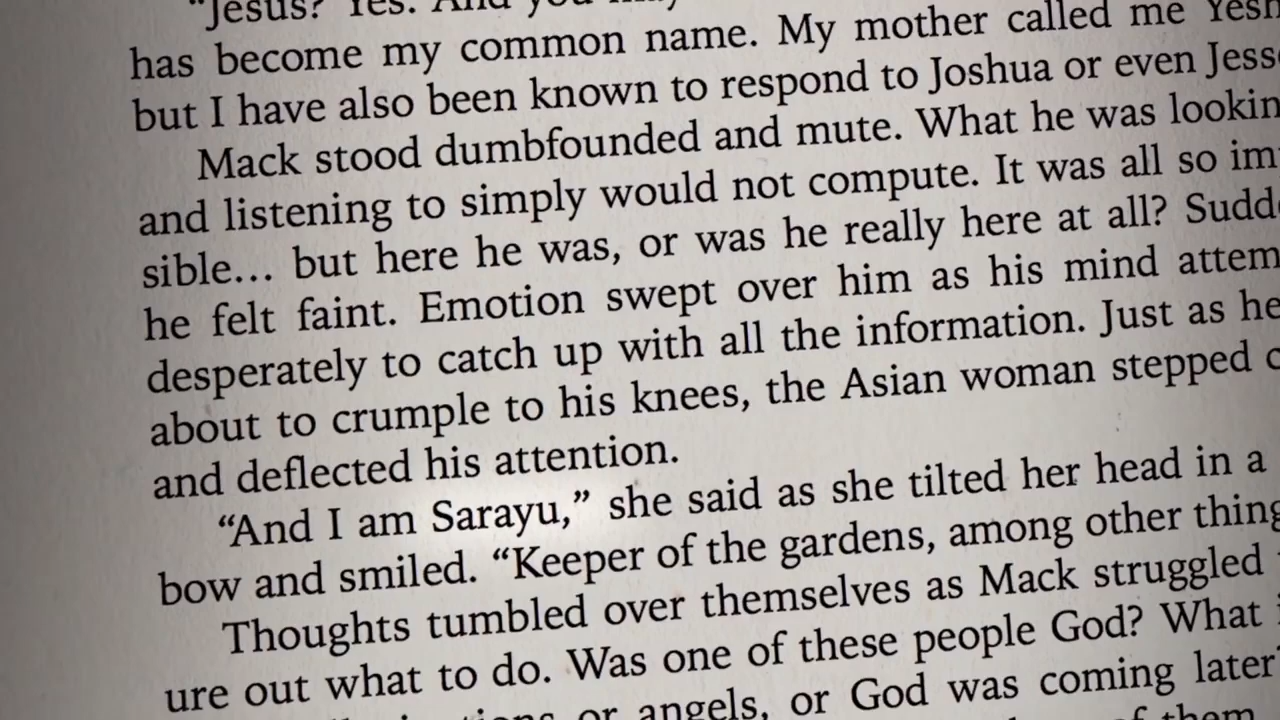 "Jesus? Yes. And you may
has become my common name. My mother called me Yesh
but I have also been known to respond to Joshua or even Jess
Mack stood dumbfounded and mute. What he was lookin
and listening to simply would not compute. It was all so im
sible... but here he was, or was he really here at all? Sudd
he felt faint. Emotion swept over him as his mind attem
desperately to catch up with all the information. Just as he
about to crumple to his knees, the Asian woman stepped
and deflected his attention.
"And I am Sarayu," she said as she tilted her head in a
bow and smiled. "Keeper of the gardens, among other thing
Thoughts tumbled over themselves as Mack struggled
ure out what to do. Was one of these people God? What
or angels, or God was coming later
of them